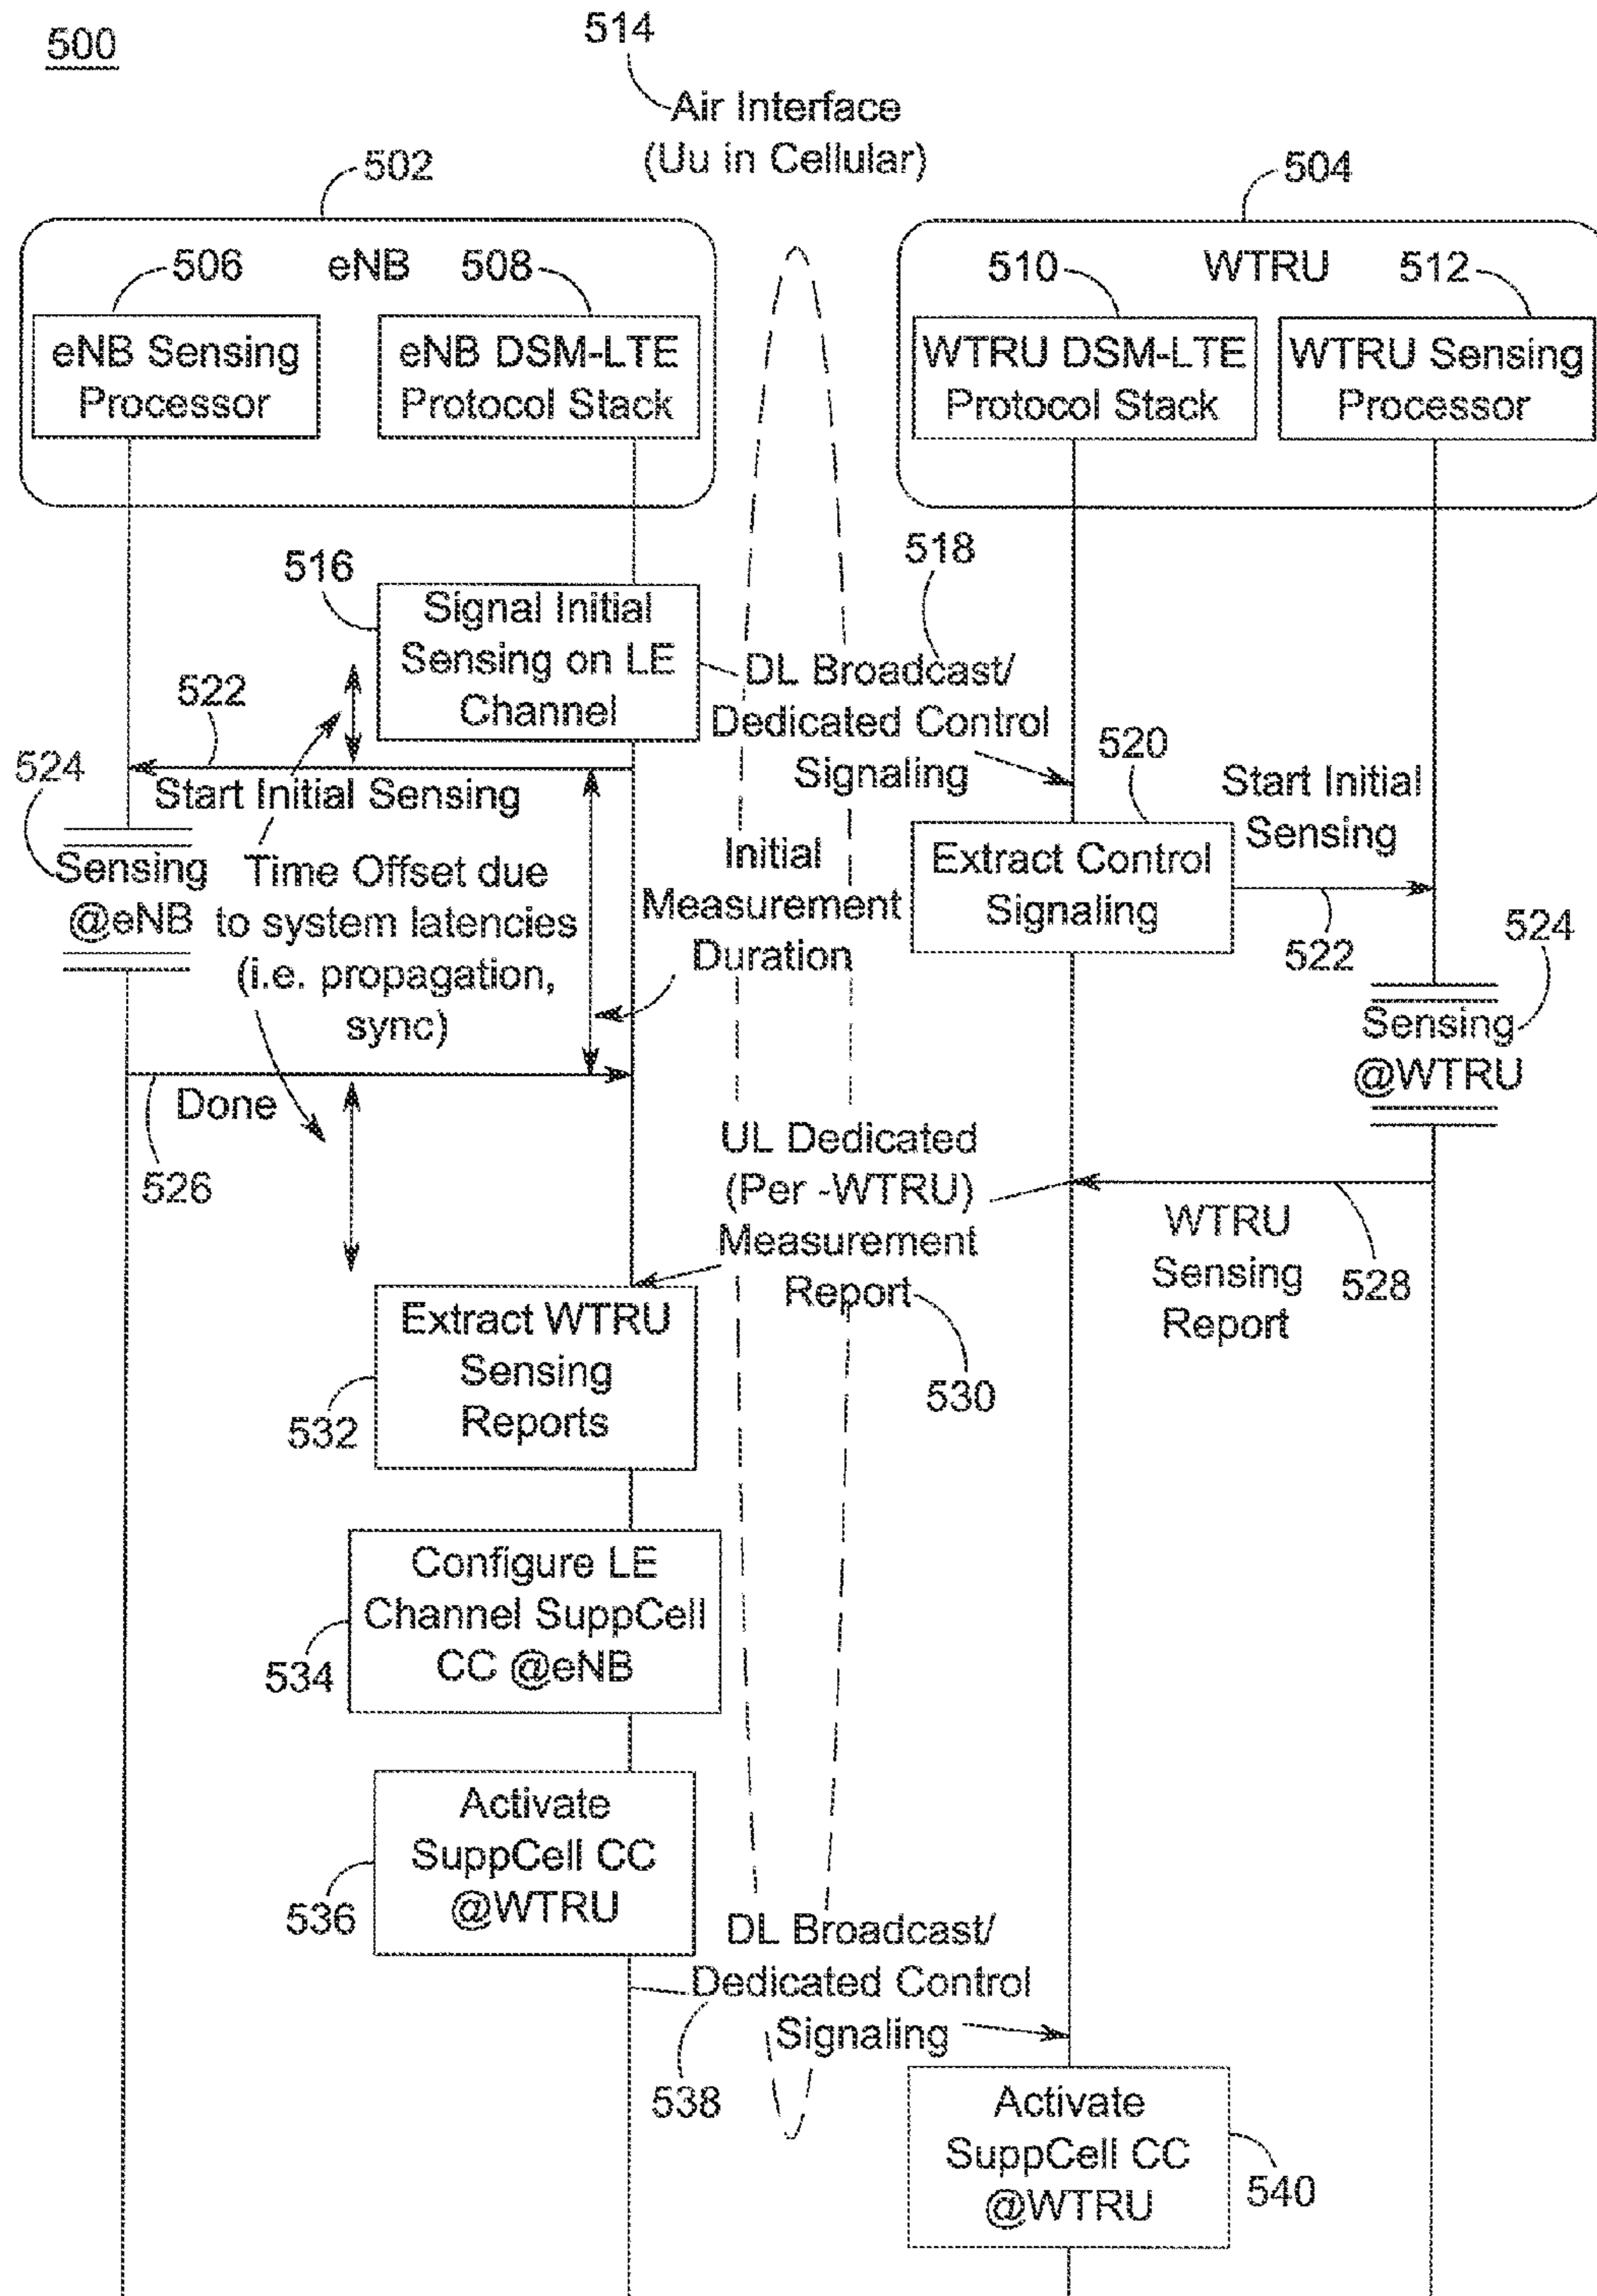 500
514
Air Interface
(Uu in Cellular)
502
504
506 eNB 508
510 WTRU 512
eNB Sensing
Processor
eNB DSM-LTE
Protocol Stack
WTRU DSM-LTE
Protocol Stack
WTRU Sensing
Processor
516
Signal Initial
Sensing on LE
Channel
518
DL Broadcast/
Dedicated Control
Signaling
522
Start Initial Sensing
524
Sensing
@eNB
Time Offset due
to system latencies
(i.e. propagation,
sync)
Initial
Measurement
Duration
520
Extract Control
Signaling
Start Initial
Sensing
522
524
Sensing
@WTRU
Done
526
UL Dedicated
(Per -WTRU)
Measurement
Report
530
WTRU
Sensing
Report
528
Extract WTRU
Sensing
Reports
532
Configure LE
Channel SuppCell
CC @eNB
534
Activate
SuppCell CC
@WTRU
536
DL Broadcast/
Dedicated Control
Signaling
538
Activate
SuppCell CC
@WTRU
540